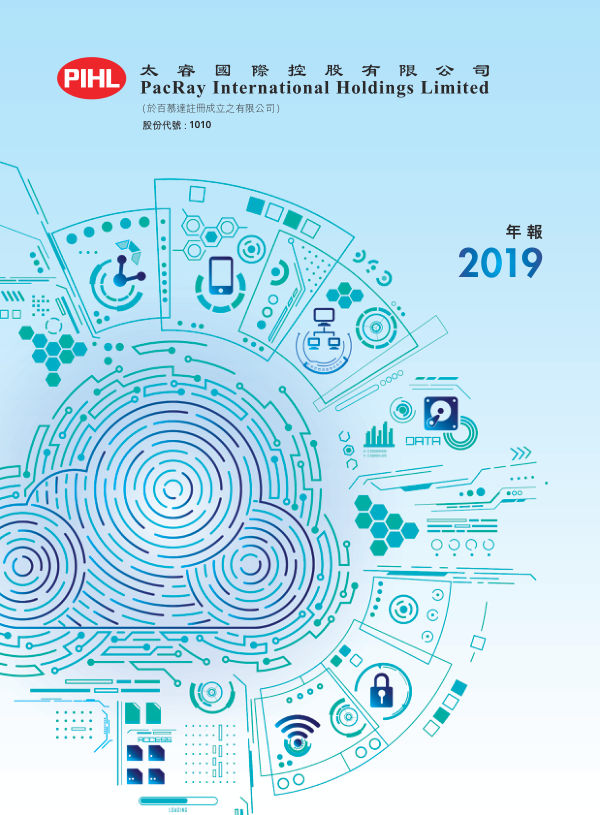 PIHL
太睿國際控股有限公司
PacRay International Holdings Limited
(於百慕達註冊成立之有限公司)
股份代號 : 1010
年報
2019
DATA
ACCESS
LOADING